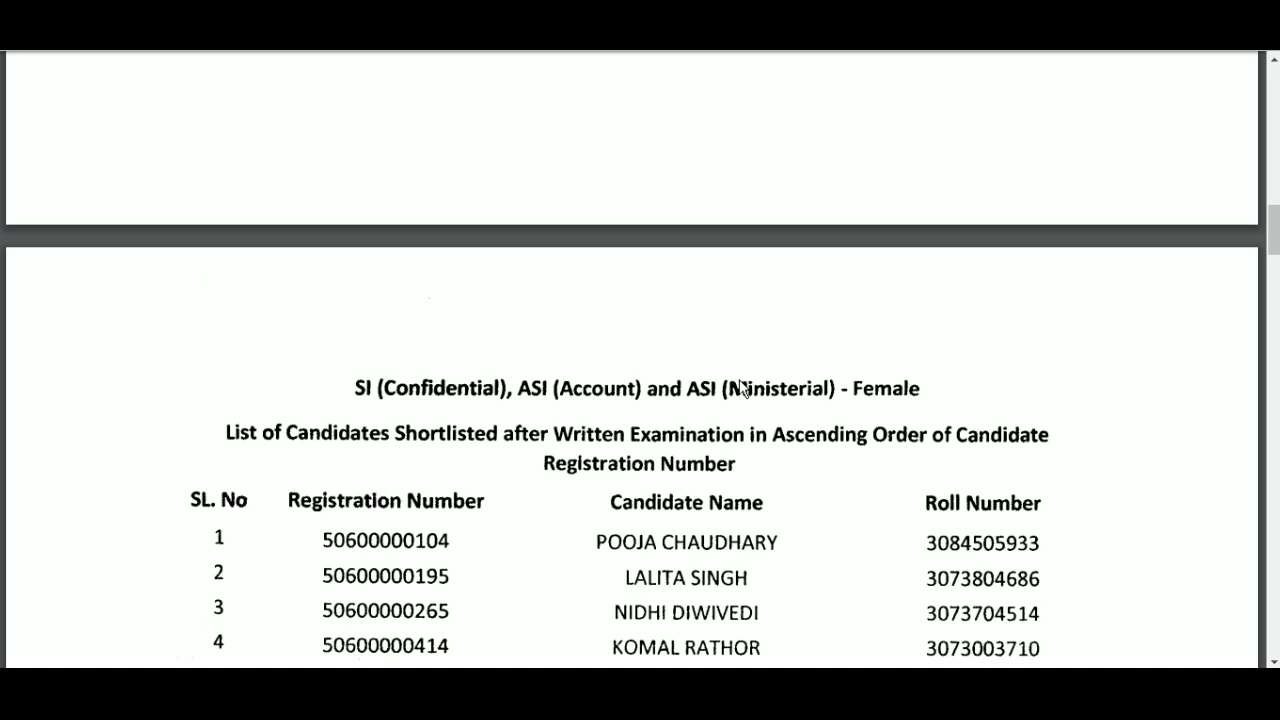 SI (Confidential), ASI (Account) and ASI (Ministerial) - Female
List of Candidates Shortlisted after Written Examination in Ascending Order of Candidate
Registration Number
SL. No Registration Number Candidate Name Roll Number
1 50600000104 POOJA CHAUDHARY 3084505933
2 50600000195 LALITA SINGH 3073804686
3 50600000265 NIDHI DIWIVEDI 3073704514
4 50600000414 KOMAL RATHOR 3073003710